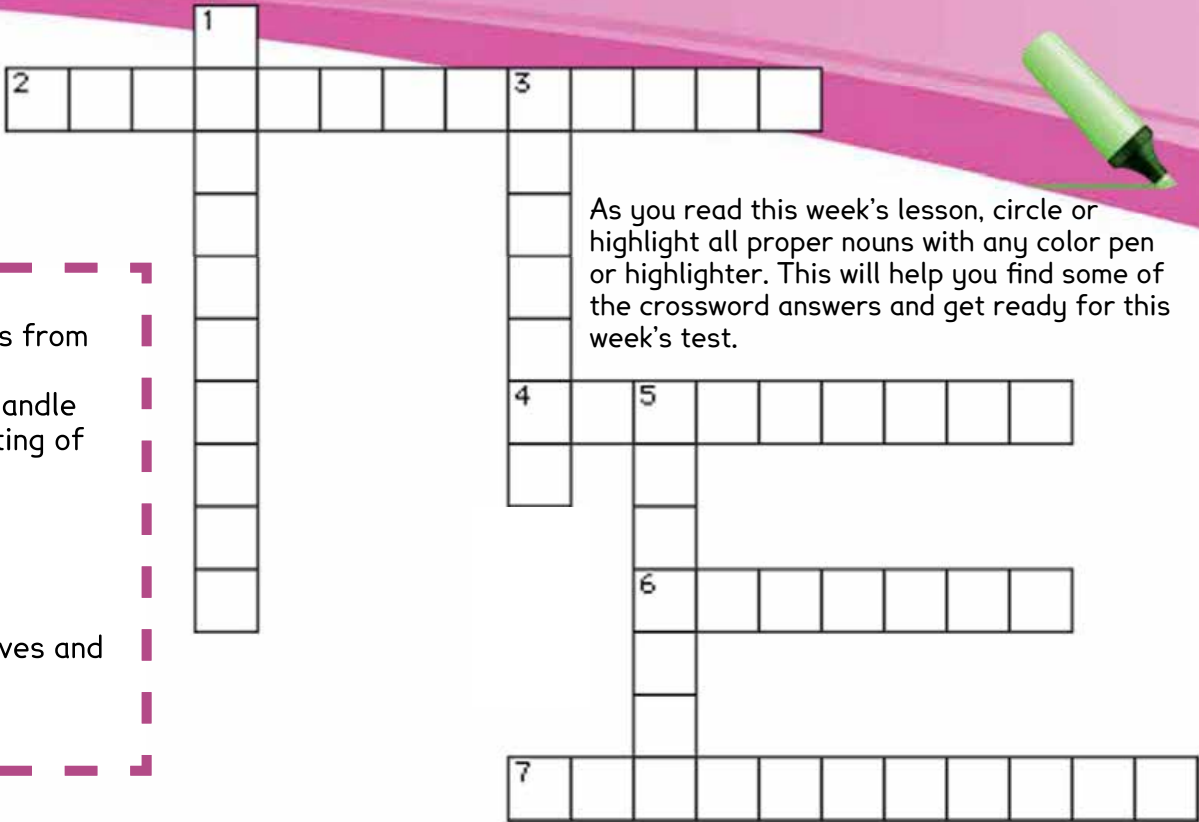 1
2
3
As you read this week's lesson, circle or
highlight all proper nouns with any color pen
or highlighter. This will help you find some of
the crossword answers and get ready for this
week's test.
s from
andle
ting of
4
5
6
ves and
7